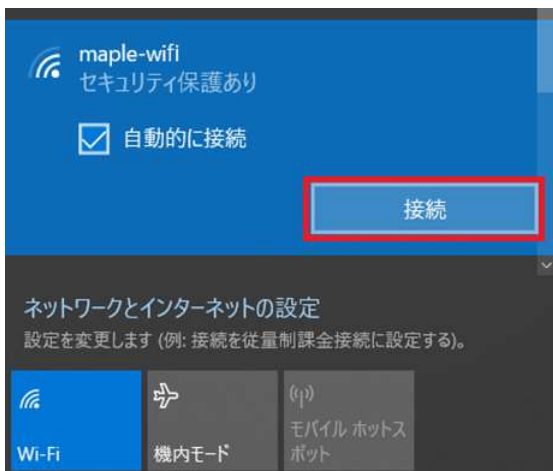 maple-wifi
セキュリティ保護あり
自動的に接続
接続
ネットワークとインターネットの設定
設定を変更します (例: 接続を従量制課金接続に設定する)。
Wi-Fi
機内モード
モバイル ホットス
ポット